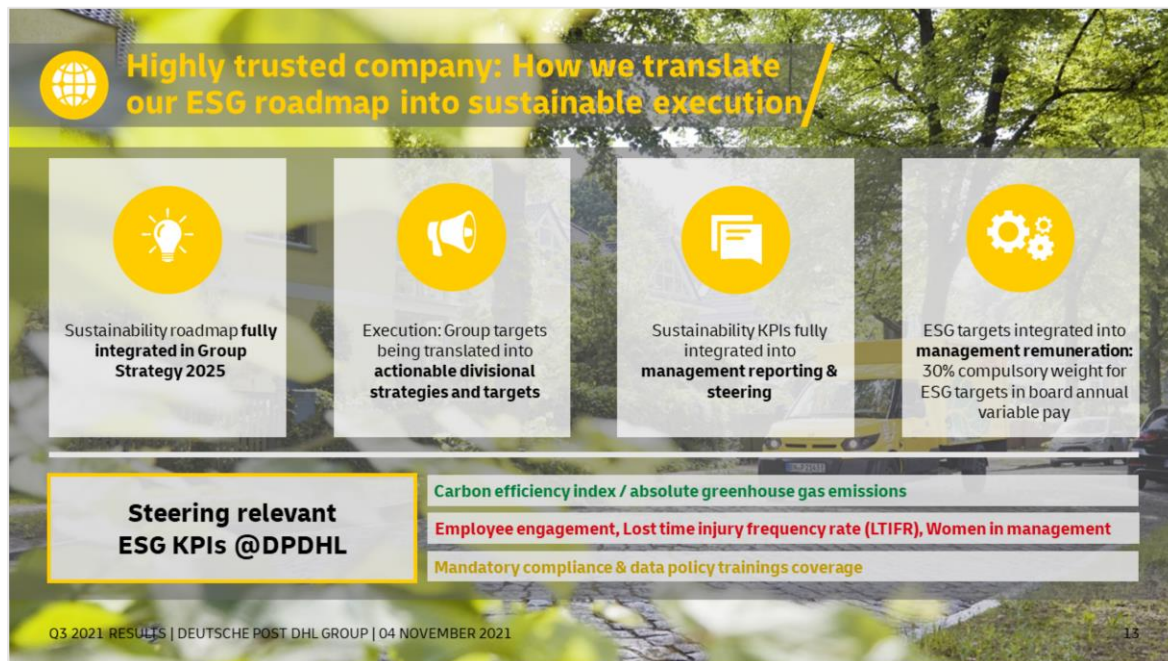 Highly trusted company: How we translate
our ESG roadmap into sustainable execution
Sustainability roadmap fully
integrated in Group
Strategy 2025
Execution: Group targets
being translated into
actionable divisional
strategies and targets
Sustainability KPIs fully
integrated into
management reporting &
steering
ESG targets integrated into
management remuneration:
30% compulsory weight for
ESG targets in board annual
variable pay
Steering relevant
ESG KPIs @DPDHL
Carbon efficiency index / absolute greenhouse gas emissions
Employee engagement, Lost time injury frequency rate (LTIFR), Women in management
Mandatory compliance & data policy trainings coverage
Q3 2021 RESULTS | DEUTSCHE POST DHL GROUP | 04 NOVEMBER 2021
13